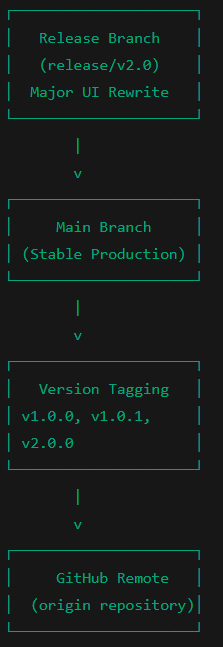 Release Branch
(release/v2.0)
Major UI Rewrite
|
v
Main Branch
(Stable Production)
|
v
Version Tagging
v1.0.0, v1.0.1,
v2.0.0
|
v
GitHub Remote
(origin repository)